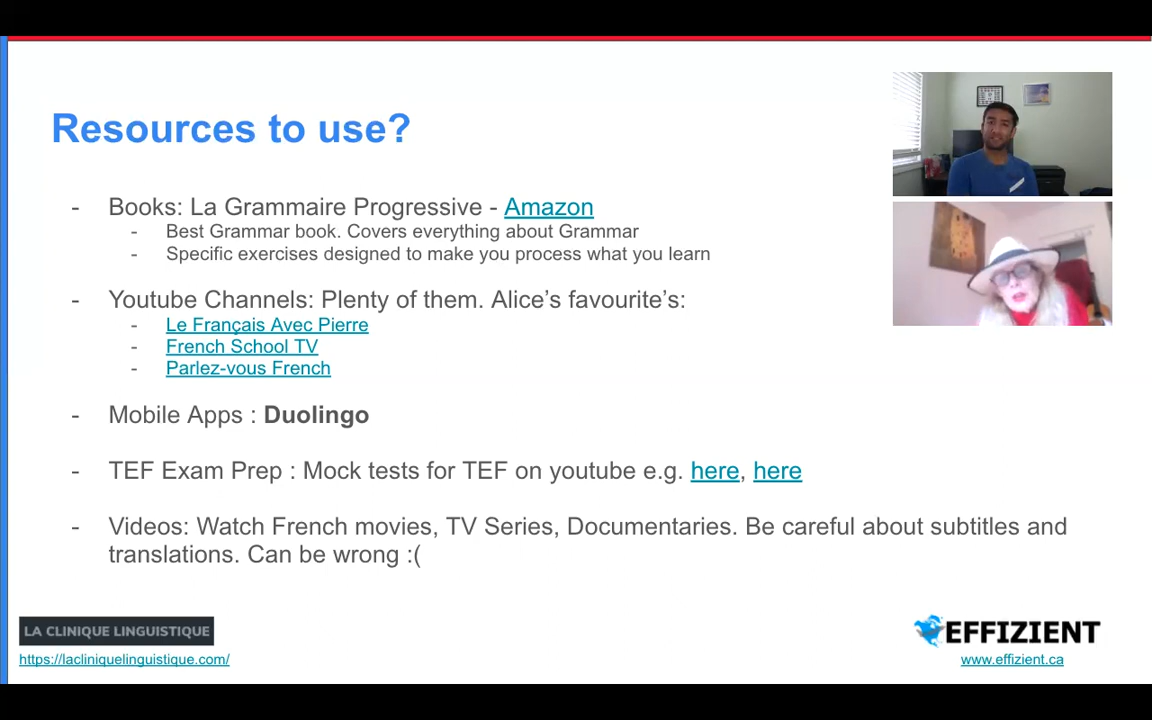 Resources to use?
- Books: La Grammaire Progressive - Amazon
- Best Grammar book. Covers everything about Grammar
- Specific exercises designed to make you process what you learn
- Youtube Channels: Plenty of them. Alice’s favourite’s:
- Le Français Avec Pierre
- French School TV
- Parlez-vous French
- Mobile Apps : Duolingo
- TEF Exam Prep : Mock tests for TEF on youtube e.g. here, here
- Videos: Watch French movies, TV Series, Documentaries. Be careful about subtitles and
translations. Can be wrong :(
LA CLINIQUE LINGUISTIQUE
https://lacliniquelinguistique.com/
EFFIZIENT
www.effizient.ca